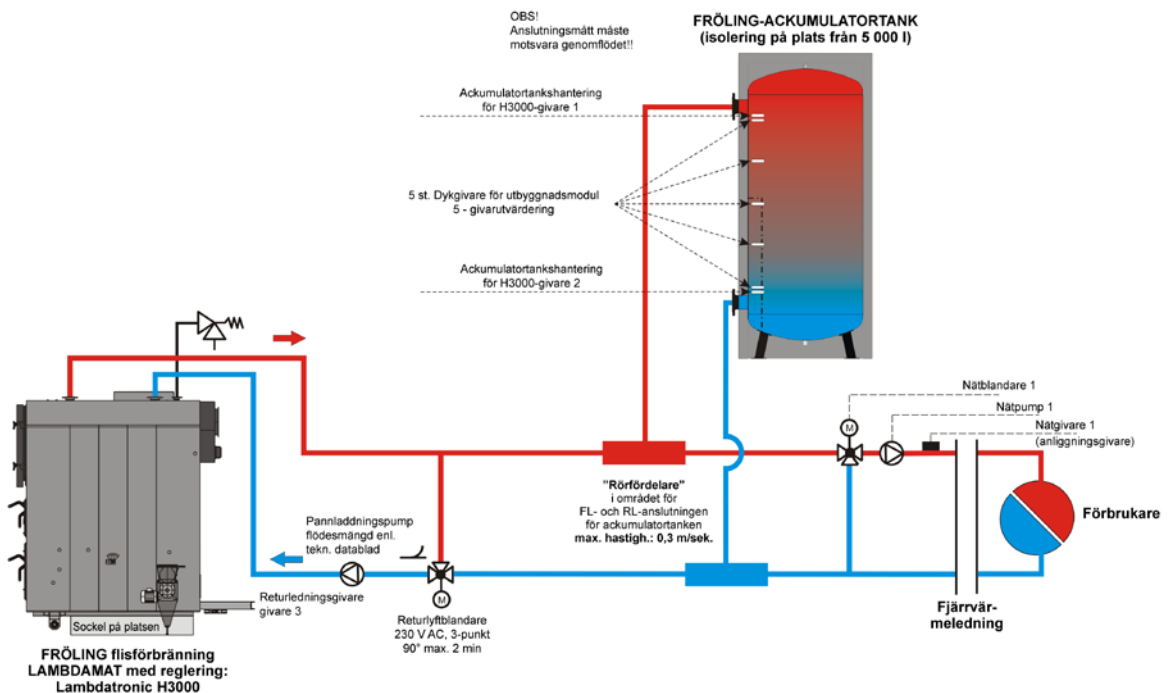 OBS!
Anslutningsmått måste
motsvara genomflödet!!
FRÖLING-ACKUMULATORTANK
(isolering på plats från 5 000 l)
Ackumulatortankshantering
för H3000-givare 1
5 st. Dykgivare för utbyggnadsmodul
5 - givarutvärdering
Ackumulatortankshantering
för H3000-givare 2
Nätblandare 1
M
Nätpump 1
Nätgivare 1
(anliggningsgivare)
"Rörfördelare"
i området för
FL- och RL-anslutningen
för ackumulatortanken
max. hastigh.: 0,3 m/sek.
Förbrukare
Pannladdningspump
flödesmängd enl.
tekn. datablad
Returledningsgivare
givare 3
M
Returlyftblandare
230 V AC, 3-punkt
90° max. 2 min
Fjärrvär-
meledning
Sockel på platsen
FRÖLING flisförbränning
LAMBDAMAT med reglering:
Lambdatronic H3000